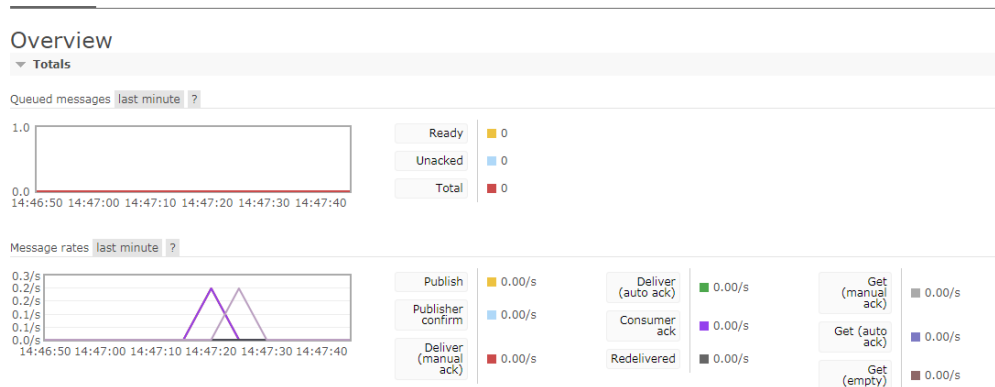 Overview
Totals
Queued messages last minute ?
1.0
0.0
14:46:50 14:47:00 14:47:10 14:47:20 14:47:30 14:47:40
Ready 0
Unacked 0
Total 0
Message rates last minute ?
0.3/s
0.2/s
0.2/s
0.1/s
0.1/s
0.0/s
14:46:50 14:47:00 14:47:10 14:47:20 14:47:30 14:47:40
Publish 0.00/s
Publisher
confirm 0.00/s
Deliver
(manual
ack) 0.00/s
Deliver
(auto ack) 0.00/s
Consumer
ack 0.00/s
Redelivered 0.00/s
Get
(manual
ack) 0.00/s
Get (auto
ack) 0.00/s
Get
(empty) 0.00/s